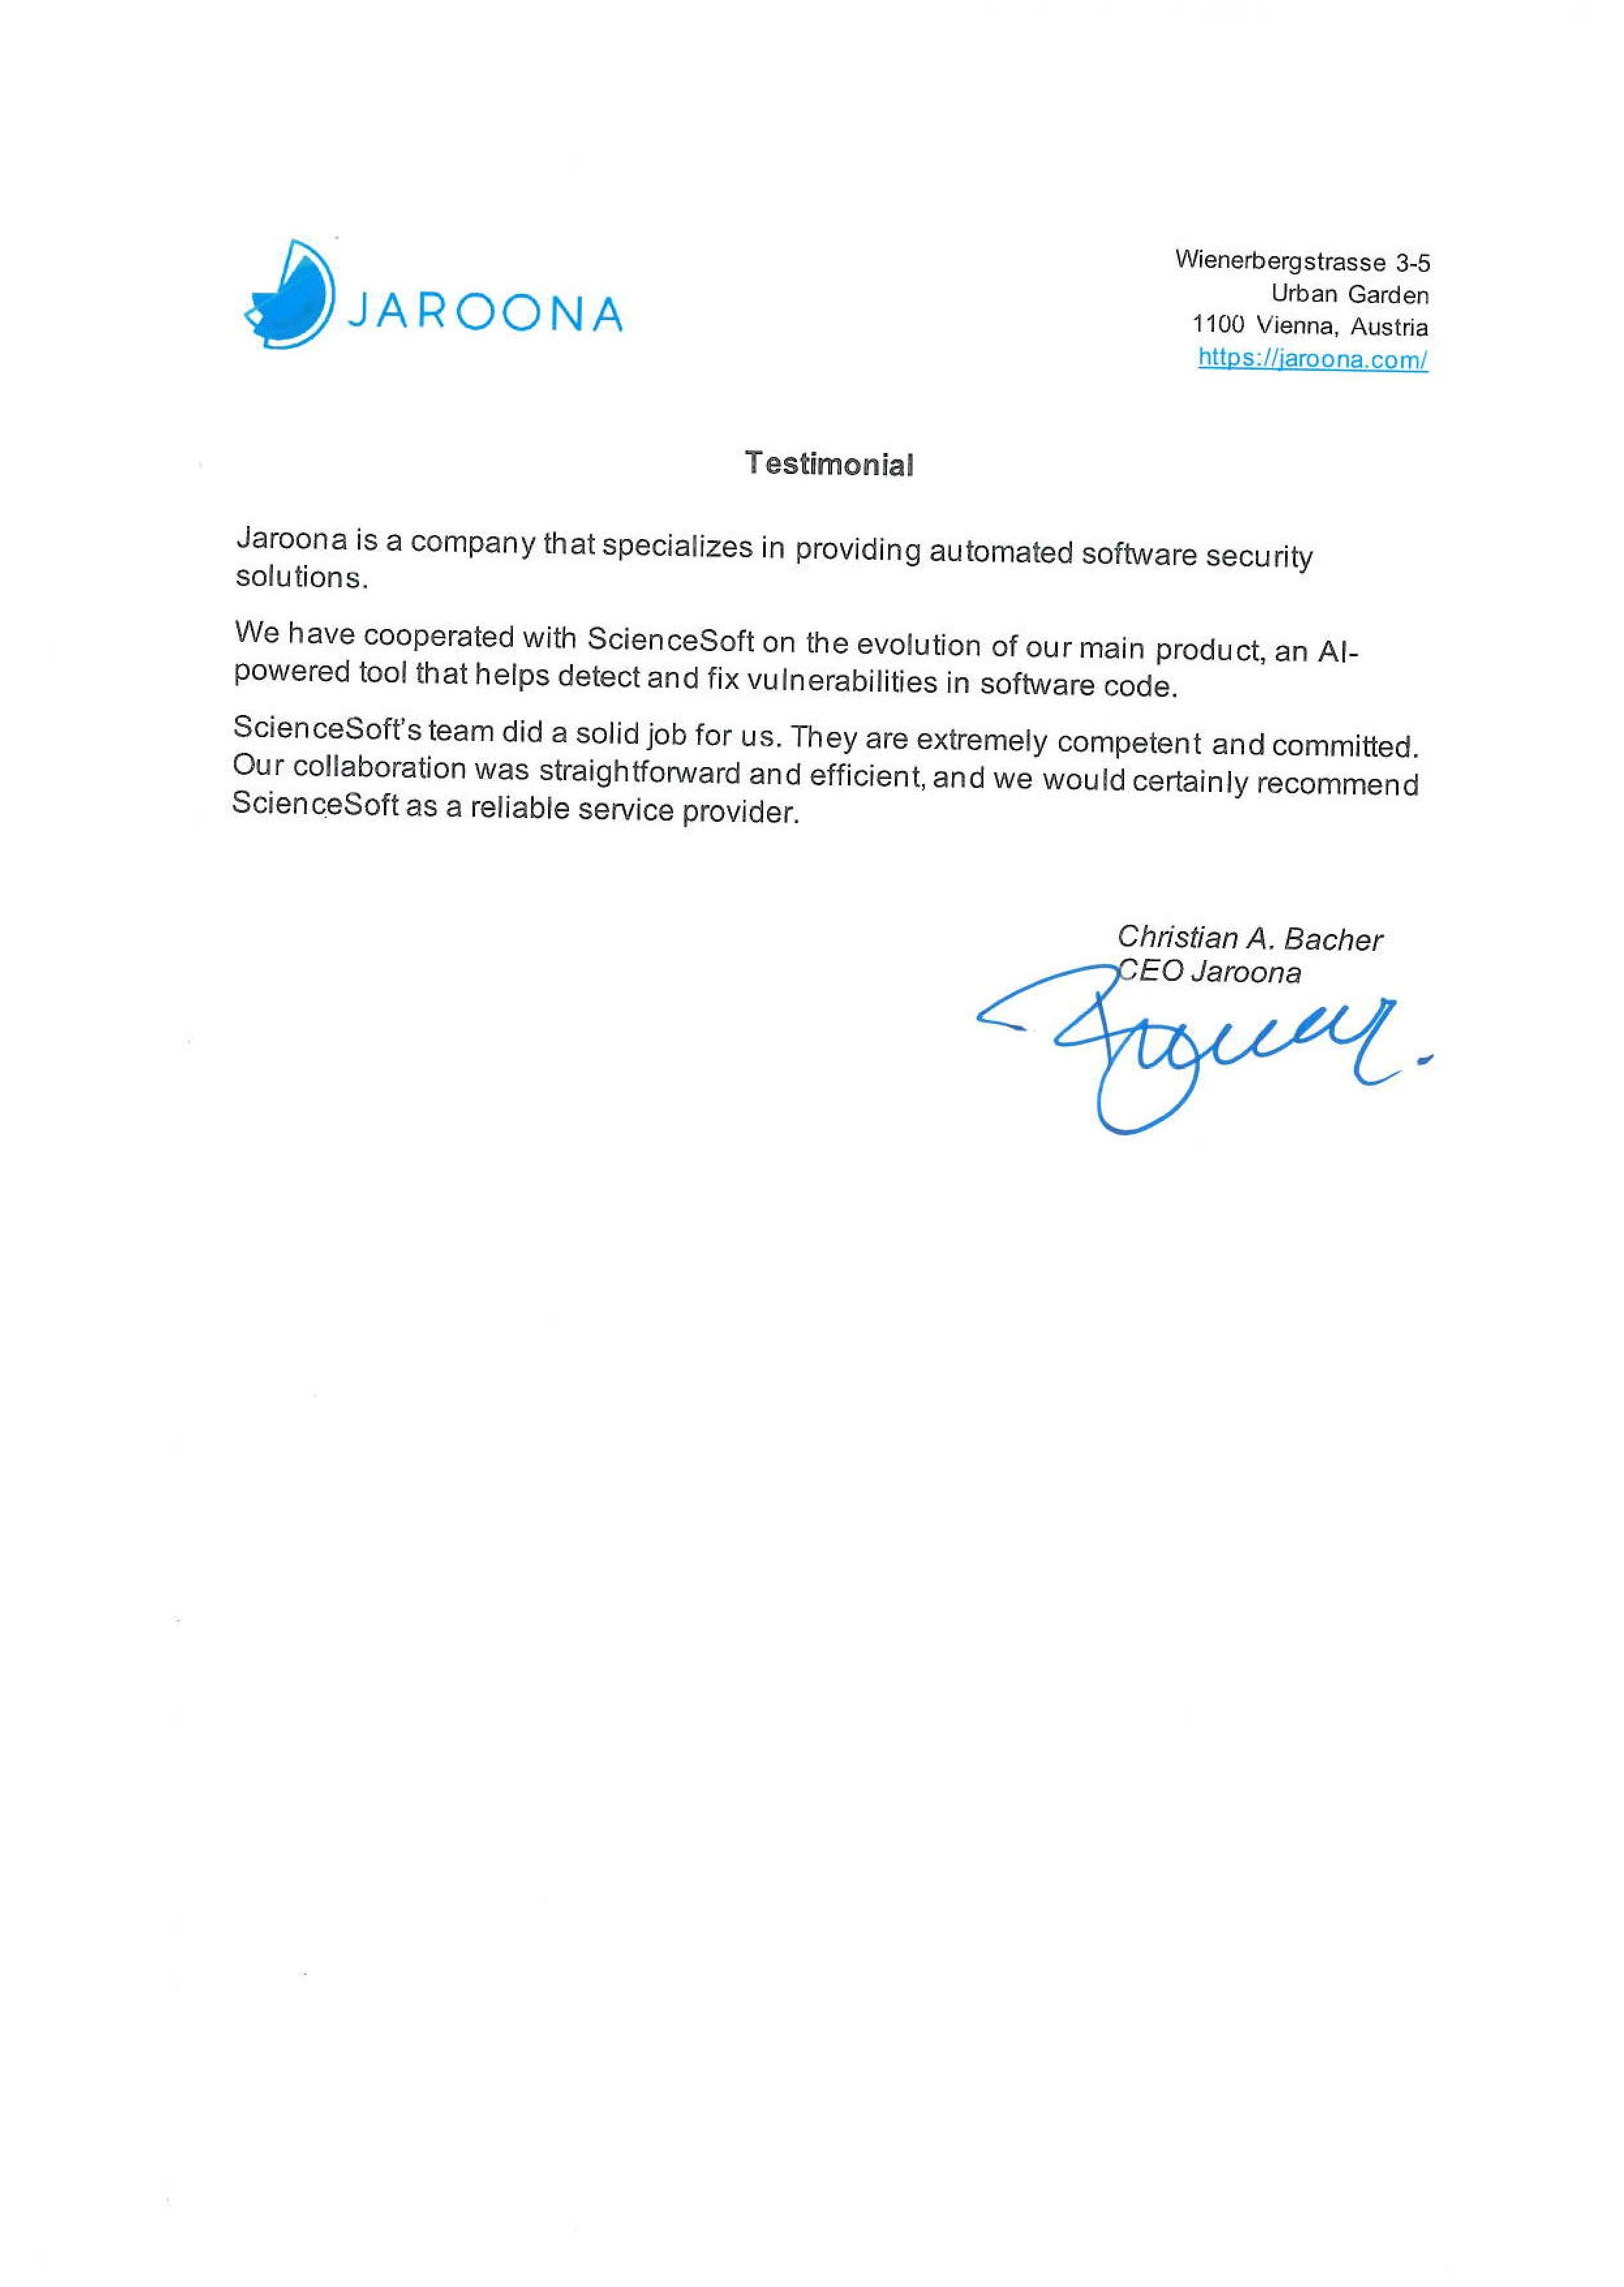 JAROONA
Wienerbergstrasse 3-5
Urban Garden
1100 Vienna, Austria
https://jaroona.com/
Testimonial
Jaroona is a company that specializes in providing automated software security
solutions.
We have cooperated with ScienceSoft on the evolution of our main product, an AI-
powered tool that helps detect and fix vulnerabilities in software code.
ScienceSoft's team did a solid job for us. They are extremely competent and committed.
Our collaboration was straightforward and efficient, and we would certainly recommend
ScienceSoft as a reliable service provider.
Christian A. Bacher
CEO Jaroona